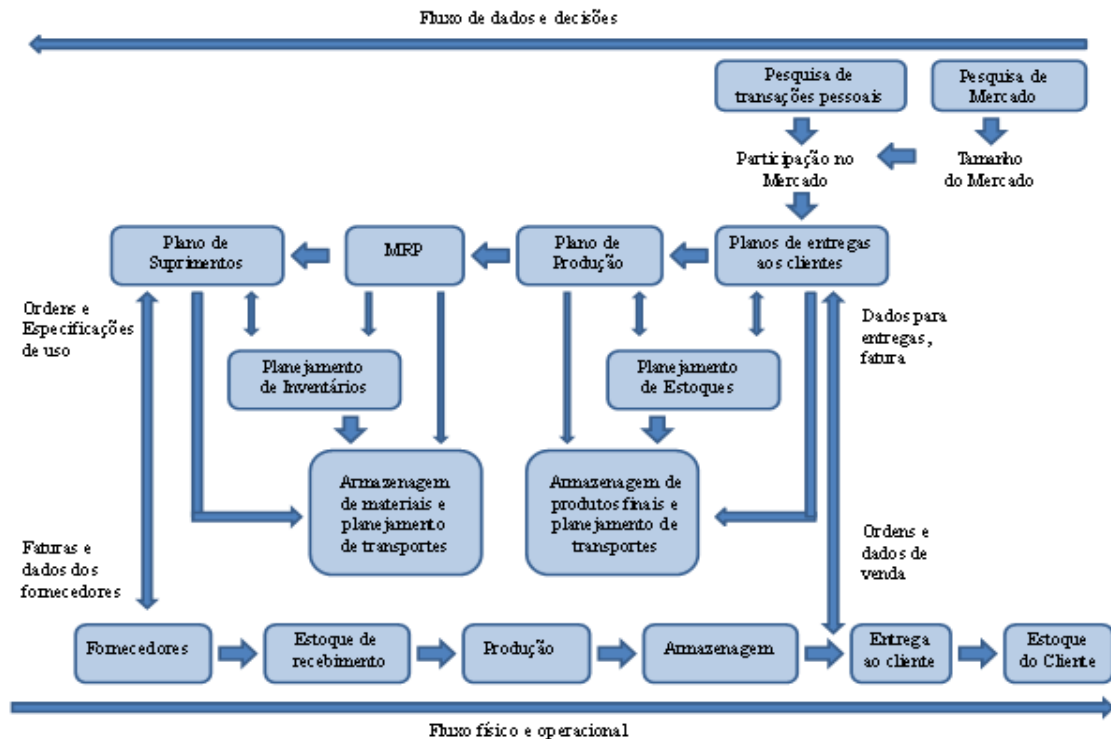 Fluxo de dados e decisões
Pesquisa de
transações pessoais
Pesquisa de
Mercado
Participação no
Mercado
Tamanho
do Mercado
Plano de
Suprimentos
MRP
Plano de
Produção
Planos de entregas
aos clientes
Ordens e
Especificações
de uso
Dados para
entregas,
fatura
Planejamento
de Inventários
Planejamento
de Estoques
Armazenagem
de materiais e
planejamento
de transportes
Armazenagem de
produtos finais e
planejamento de
transportes
Faturas e
dados dos
fornecedores
Ordens e
dados de
venda
Fornecedores
Estoque de
recebimento
Produção
Armazenagem
Entrega
ao cliente
Estoque
do Cliente
Fluxo físico e operacional